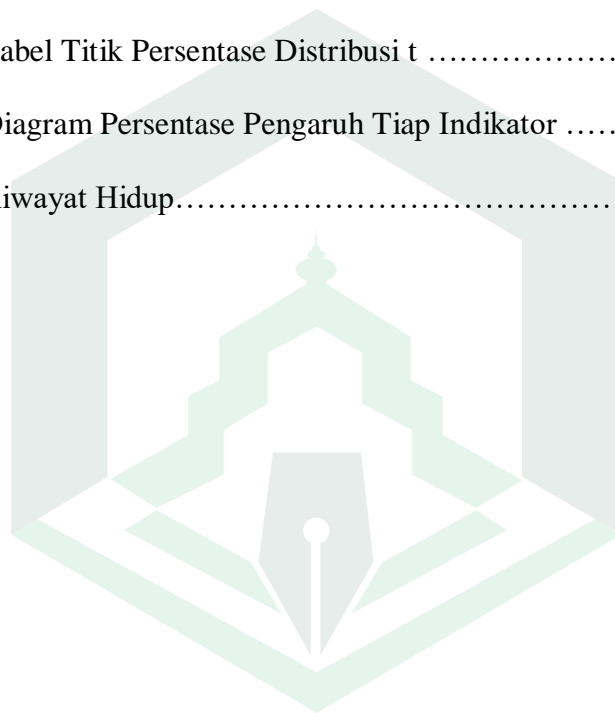 abel Titik Persentase Distribusi t ………………
Diagram Persentase Pengaruh Tiap Indikator ……
iwayat Hidup……………………………………